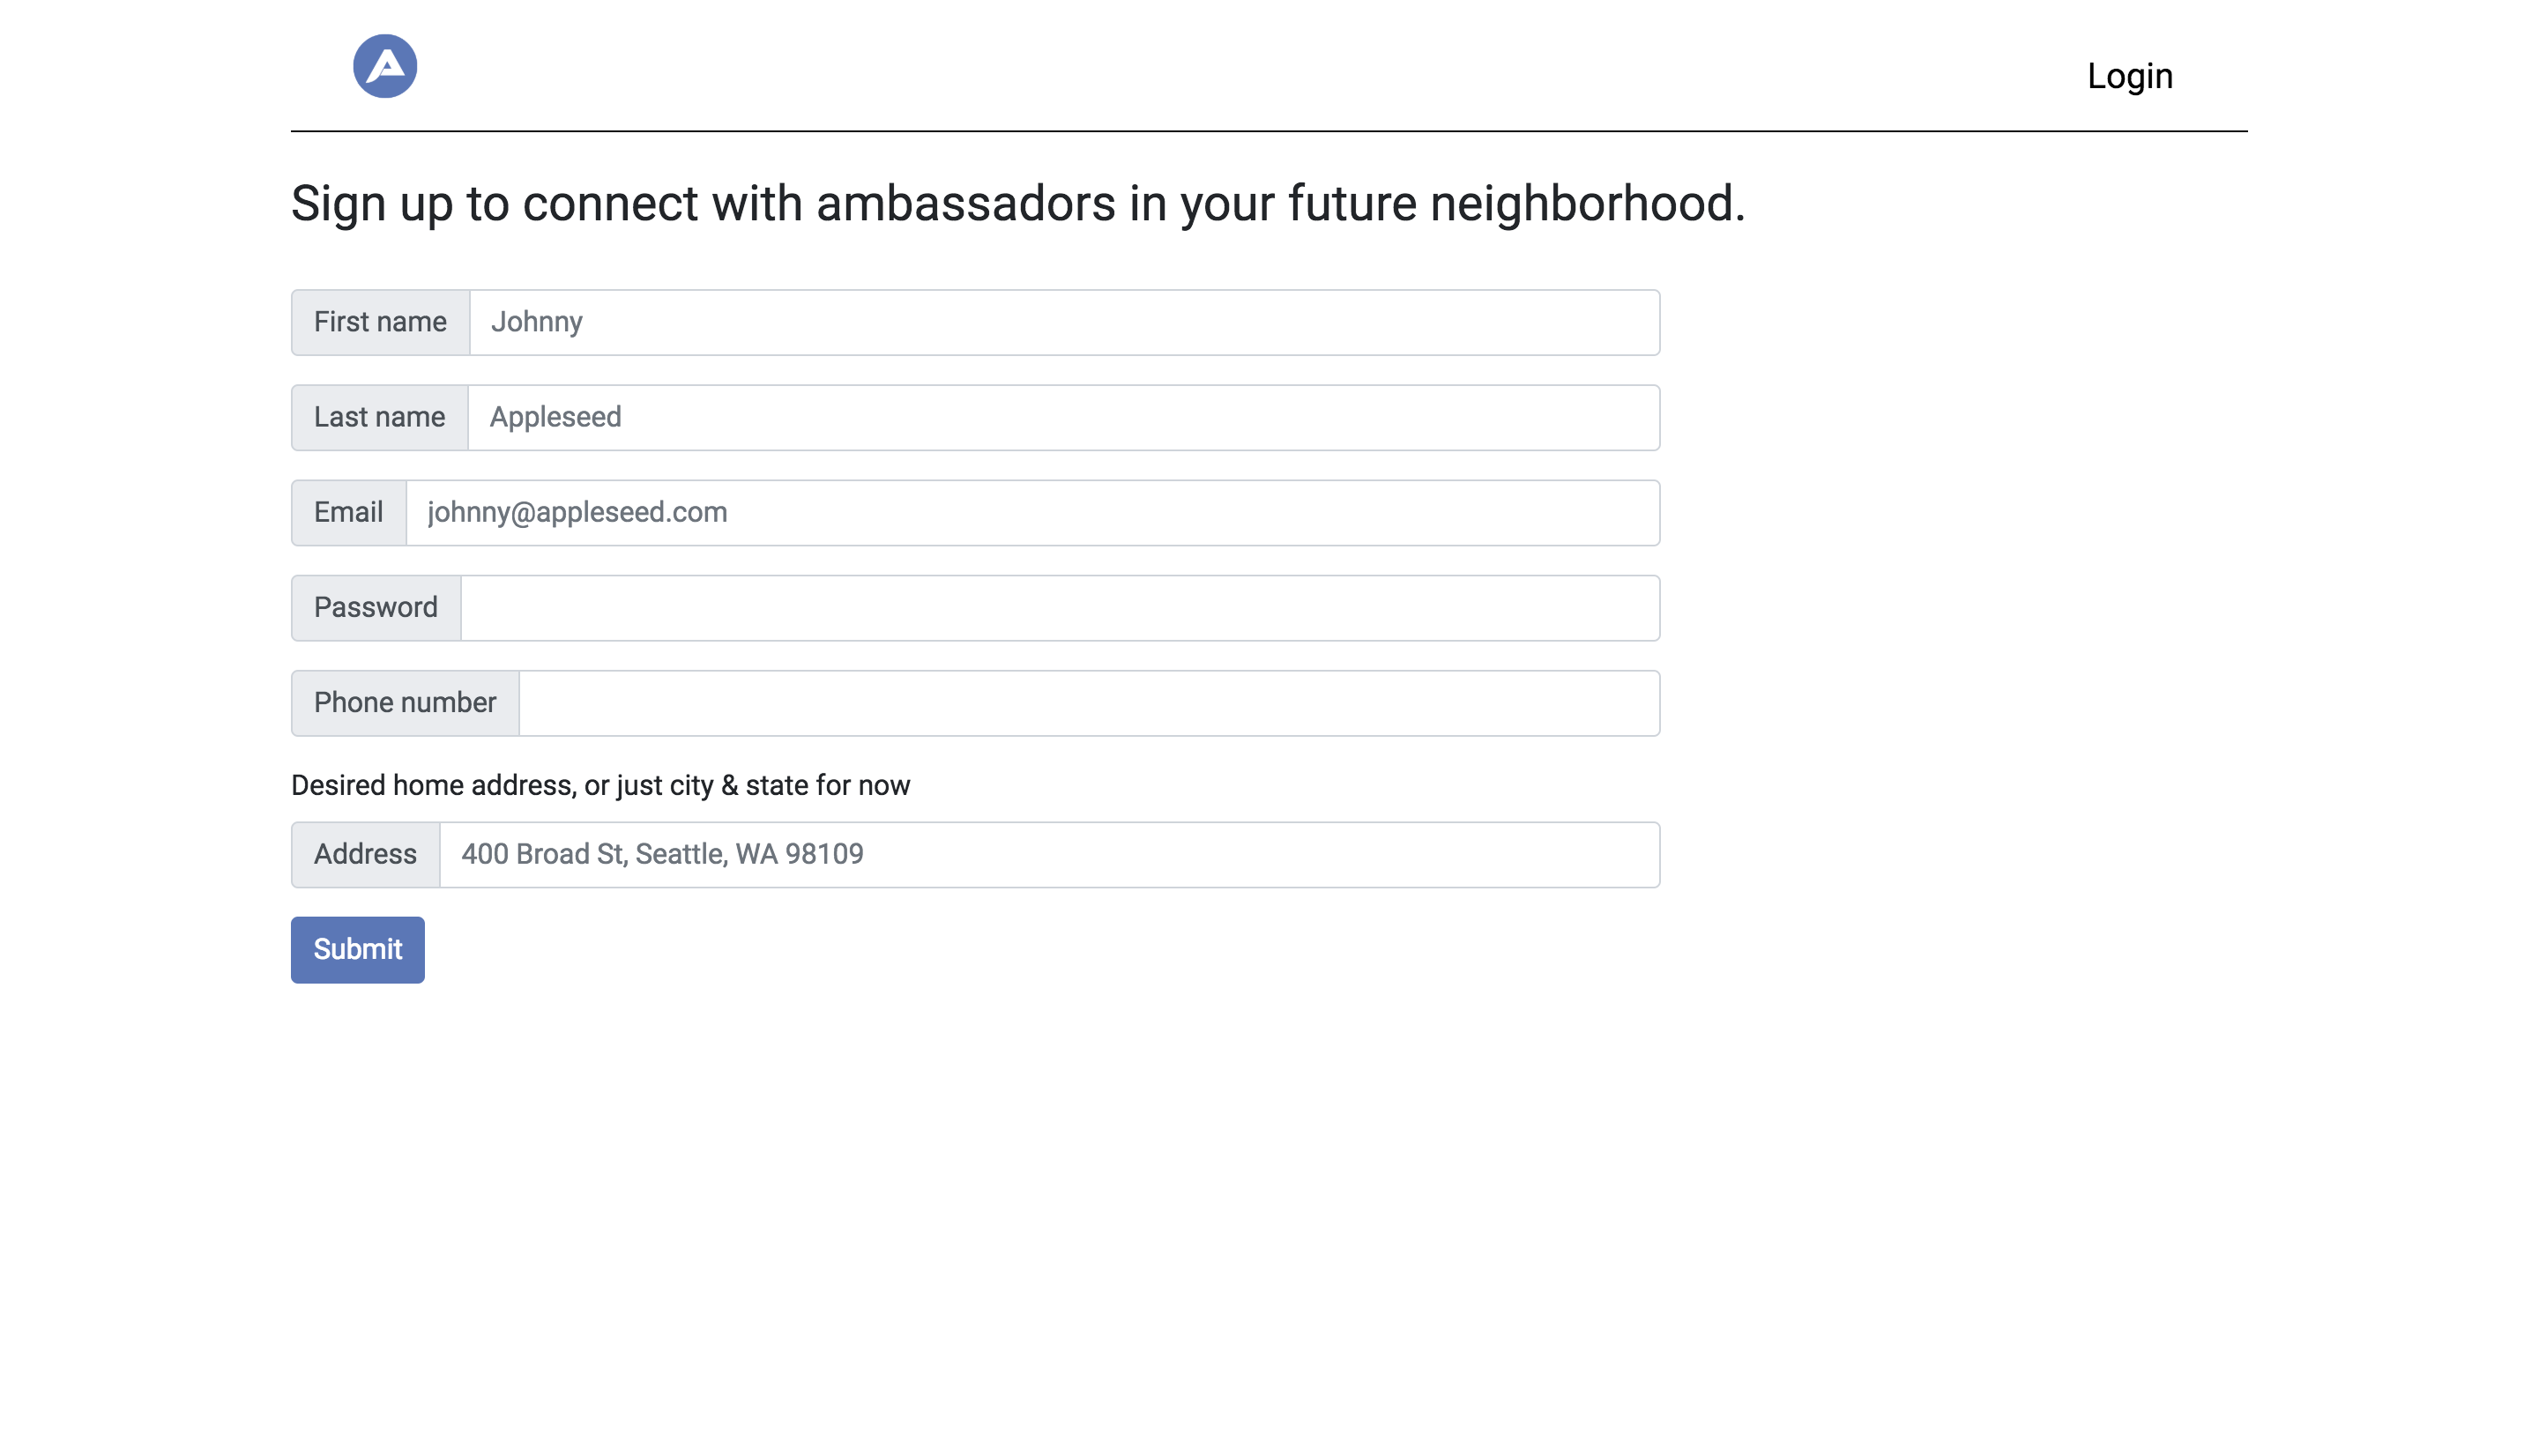 Login
Sign up to connect with ambassadors in your future neighborhood.
First name Johnny
Last name Appleseed
Email johnny@appleseed.com
Password
Phone number
Desired home address, or just city & state for now
Address 400 Broad St, Seattle, WA 98109
Submit